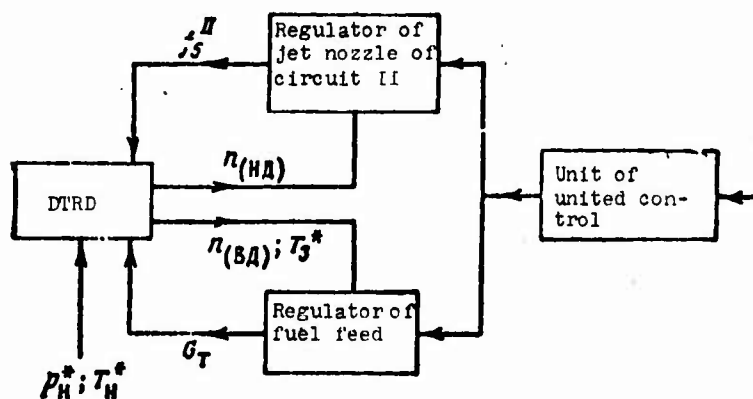 Regulator of
jet nozzle of
circuit II
n(НД)
DTRD
Unit of
united con-
trol
n(ВД); T3*
Regulator of
fuel feed
GT
pH*; TH*